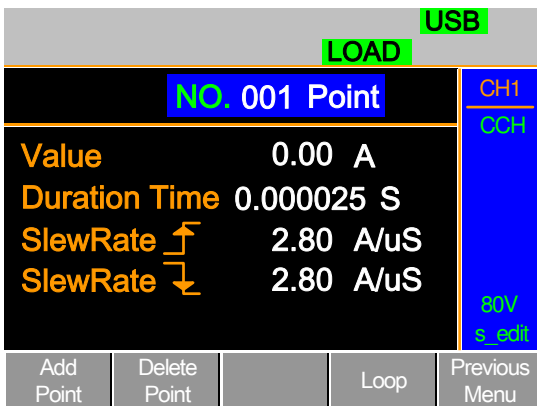 USB
LOAD
NO. 001 Point
CH1
CCH
Value 0.00 A
Duration Time 0.000025 S
SlewRate 2.80 A/uS
SlewRate 2.80 A/uS
80V
s_edit
Add
Point
Delete
Point
Loop
Previous
Menu